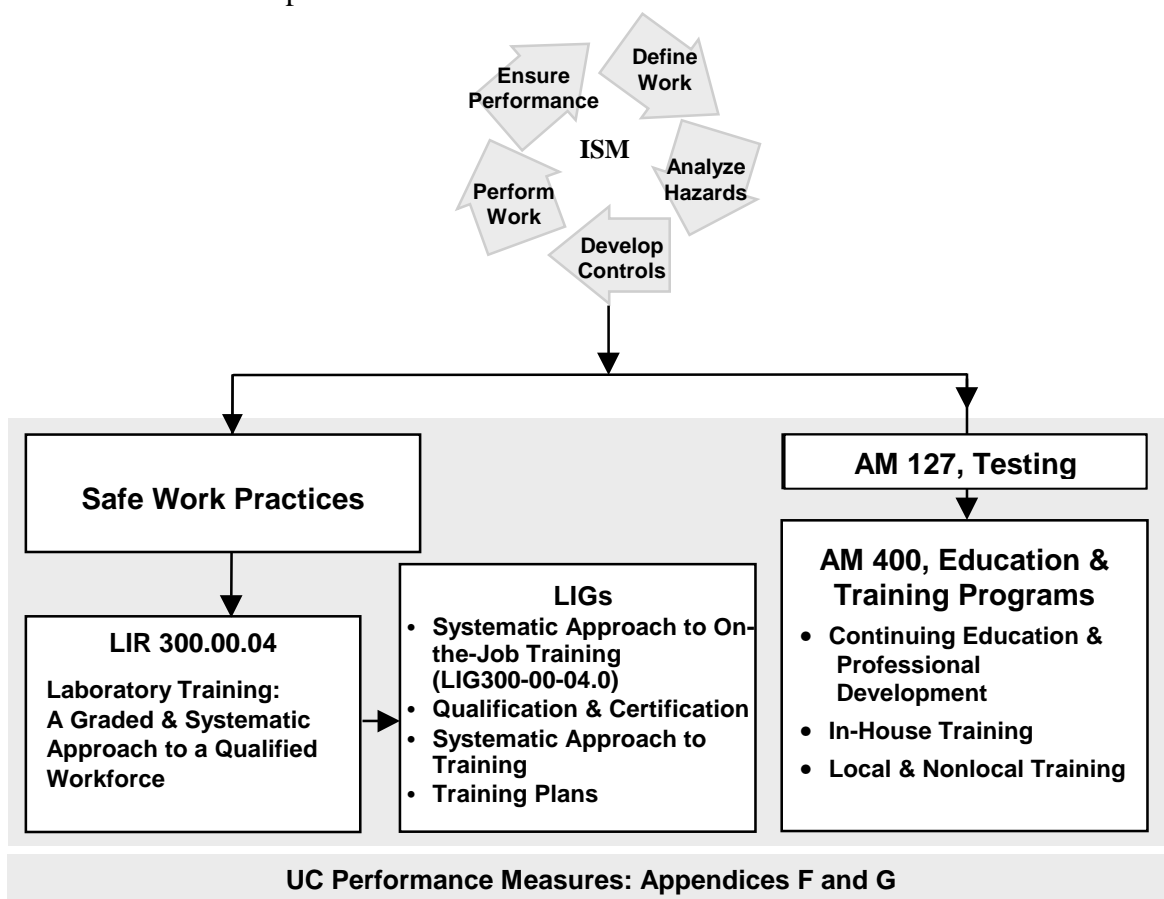 Ensure
Performance
Define
Work
ISM
Analyze
Hazards
Perform
Work
Develop
Controls
Safe Work Practices
AM 127, Testing
LIR 300.00.04
Laboratory Training:
A Graded & Systematic
Approach to a Qualified
Workforce
LIGs
• Systematic Approach to On-
the-Job Training
(LIG300-00-04.0)
• Qualification & Certification
• Systematic Approach to
Training
• Training Plans
AM 400, Education &
Training Programs
• Continuing Education &
Professional
Development
• In-House Training
• Local & Nonlocal Training
UC Performance Measures: Appendices F and G